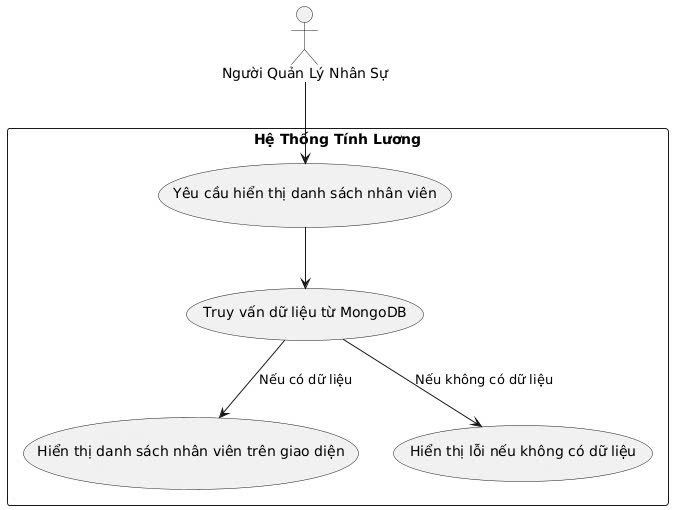 Người Quản Lý Nhân Sự
Hệ Thống Tính Lương
Yêu cầu hiển thị danh sách nhân viên
Truy vấn dữ liệu từ MongoDB
Nếu có dữ liệu
Nếu không có dữ liệu
Hiển thị danh sách nhân viên trên giao diện
Hiển thị lỗi nếu không có dữ liệu